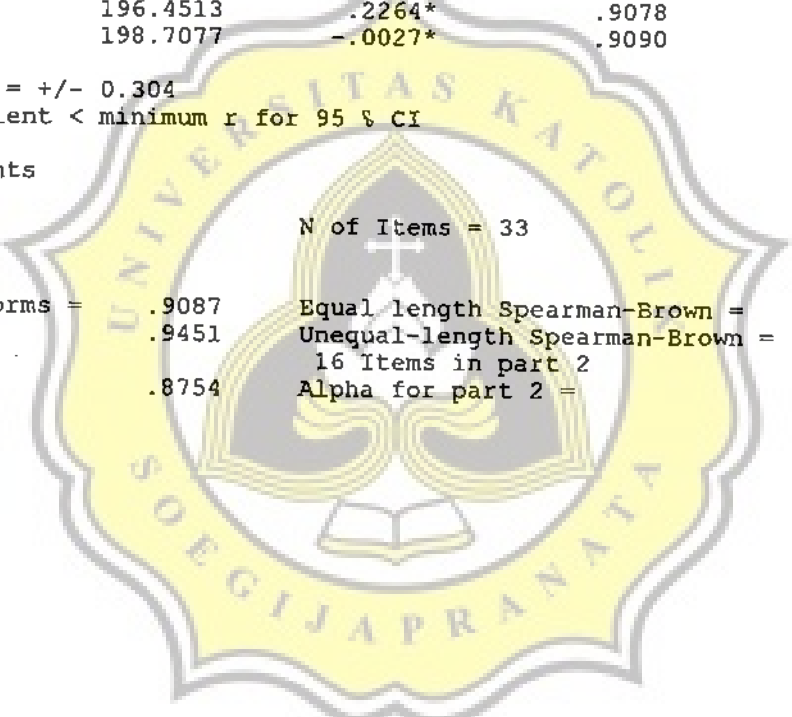 196.4513 .2264* .9078
198.7077 -.0027* .9090
= +/- 0.304
ent < minimum r for 95 % CI
nts
N of Items = 33
orms = .9087 Equal length Spearman-Brown =
.9451 Unequal-length Spearman-Brown =
16 Items in part 2
.8754 Alpha for part 2 =
UNIVERSITAS KATOLIK
SOEGIJAPRANATA